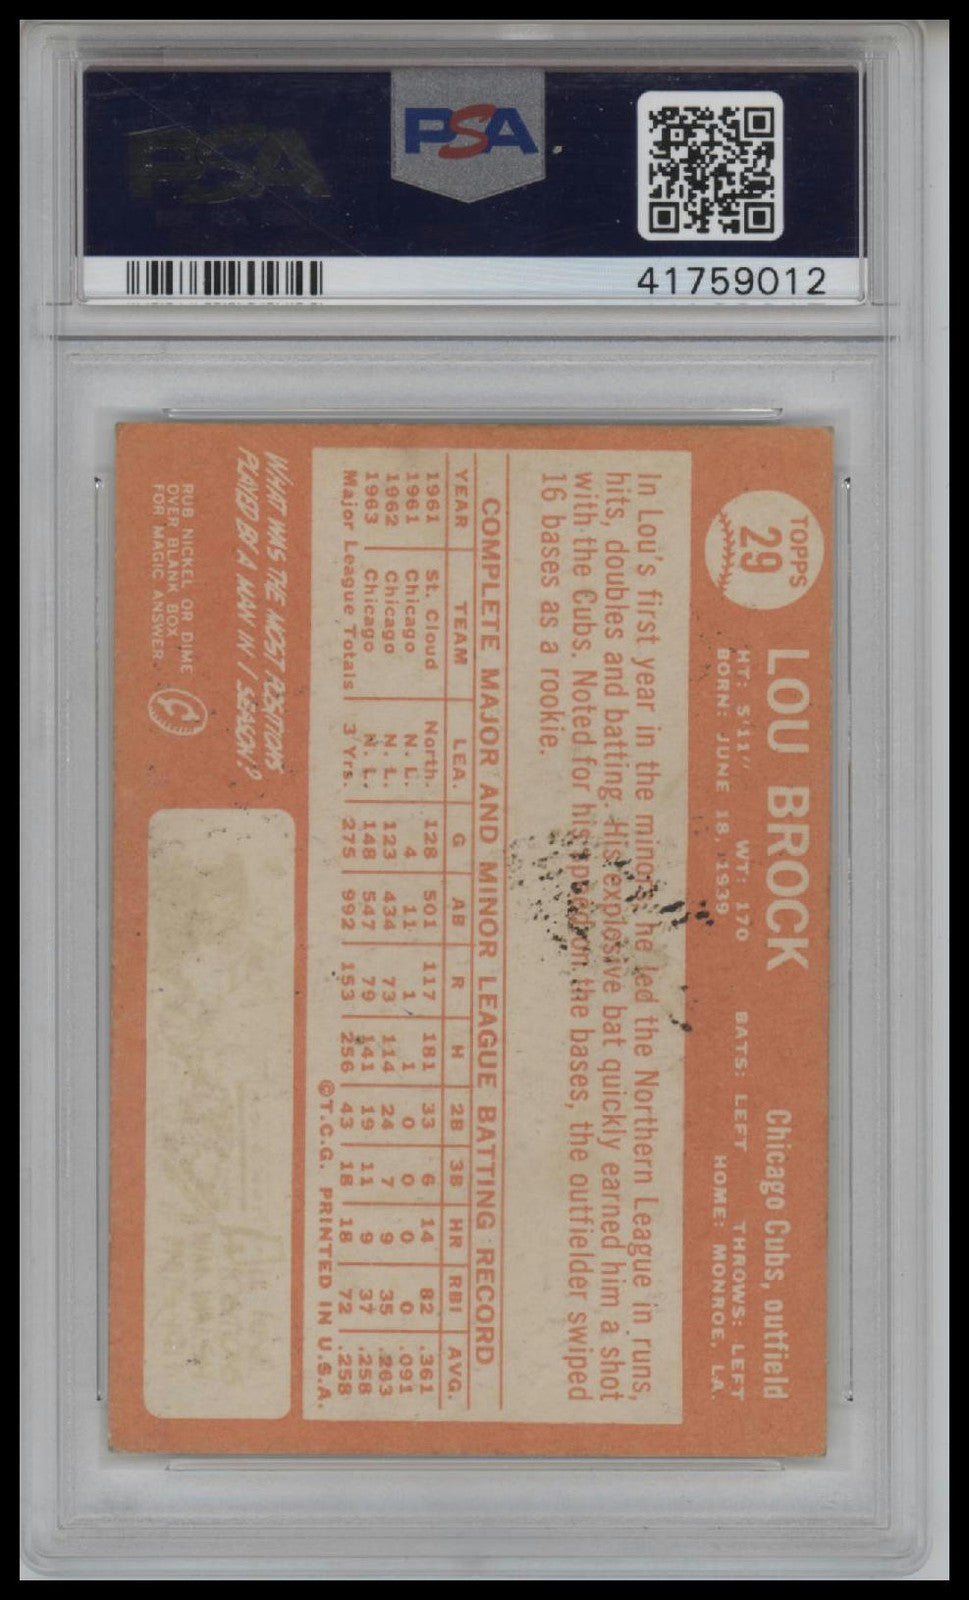 PSA
PSA
41759012
TOPPS
29
LOU BROCK
Chicago Cubs, outfield
HT: 5'11" WT: 170 BATS: LEFT THROWS: LEFT
BORN: JUNE 18, 1939 HOME: MONROE, LA.
In Lou's first year in the minors, he led the Northern League in runs,
hits, doubles and batting. His explosive bat quickly earned him a shot
with the Cubs. Noted for his speed on the bases, the outfielder swiped
16 bases as a rookie.
COMPLETE MAJOR AND MINOR LEAGUE BATTING RECORD
YEAR TEAM LEA. G AB R H 2B 3B HR RBI AVG.
1961 St. Cloud North. 128 501 117 181 33 6 14 82 .361
1961 Chicago N. L. 4 11 1 1 0 0 0 0 .091
1962 Chicago N. L. 123 434 73 114 24 7 9 35 .263
1963 Chicago N. L. 148 547 79 141 19 11 9 37 .258
Major League Totals 3 Yrs. 275 992 153 256 43 18 18 72 .258
©T.C.G. PRINTED IN U.S.A.
WHAT WAS THE MOST POSITIONS
PLAYED BY A MAN IN 1 SEASON?
RUB NICKEL OR DIME
OVER BLANK BOX
FOR MAGIC ANSWER.